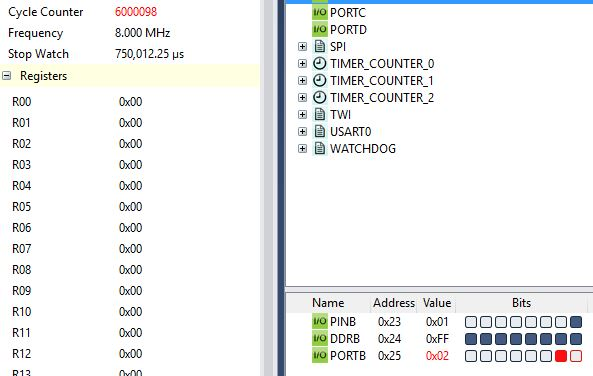 Cycle Counter 6000098
Frequency 8.000 MHz
Stop Watch 750,012.25 µs
Registers
R00 0x00
R01 0x00
R02 0x00
R03 0x00
R04 0x00
R05 0x00
R06 0x00
R07 0x00
R08 0x00
R09 0x00
R10 0x00
R11 0x00
R12 0x00
R13 0x00
I/O PORTC
I/O PORTD
SPI
TIMER_COUNTER_0
TIMER_COUNTER_1
TIMER_COUNTER_2
TWI
USART0
WATCHDOG
Name Address Value Bits
I/O PINB 0x23 0x01
I/O DDRB 0x24 0xFF
I/O PORTB 0x25 0x02